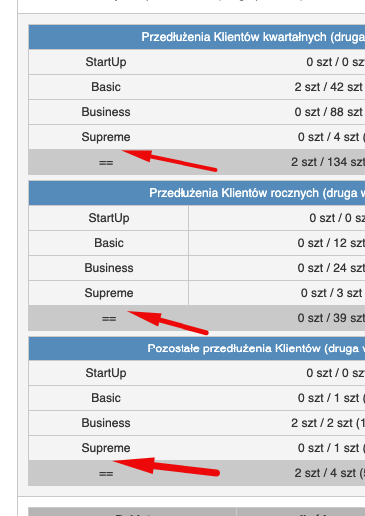 Przedłużenia Klientów kwartalnych (druga
StartUp 0 szt / 0 sz
Basic 2 szt / 42 szt
Business 0 szt / 88 szt
Supreme 0 szt / 4 szt (
== 2 szt / 134 szt
Przedłużenia Klientów rocznych (druga w
StartUp 0 szt / 0 sz
Basic 0 szt / 12 szt
Business 0 szt / 24 szt
Supreme 0 szt / 3 szt
== 0 szt / 39 szt
Pozostałe przedłużenia Klientów (druga w
StartUp 0 szt / 0 sz
Basic 0 szt / 1 szt (
Business 2 szt / 2 szt (1
Supreme 0 szt / 1 szt (
== 2 szt / 4 szt (